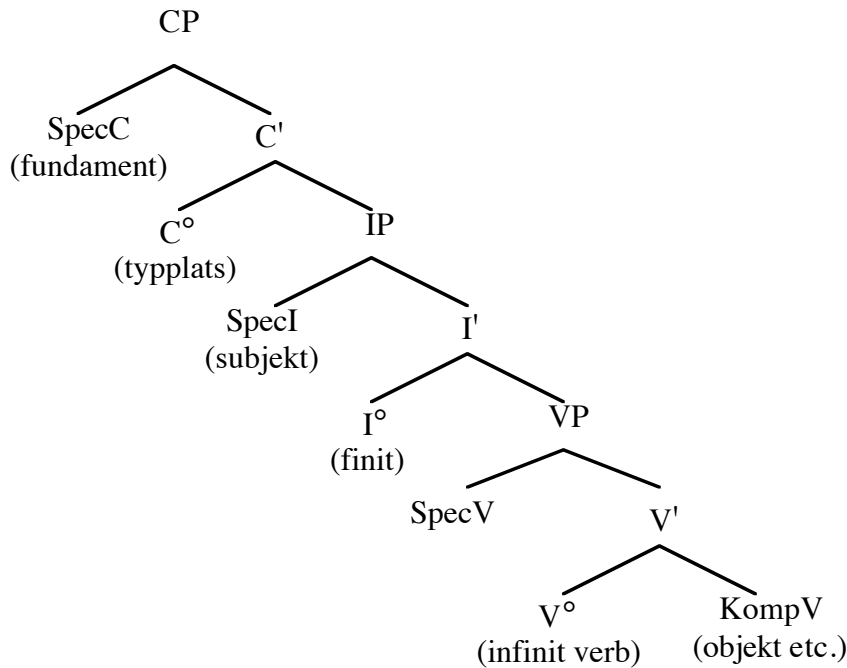 CP
SpecC
(fundament)
C'
C°
(typplats)
IP
SpecI
(subjekt)
I'
I°
(finit)
VP
SpecV
V'
V°
(infinit verb)
KompV
(objekt etc.)